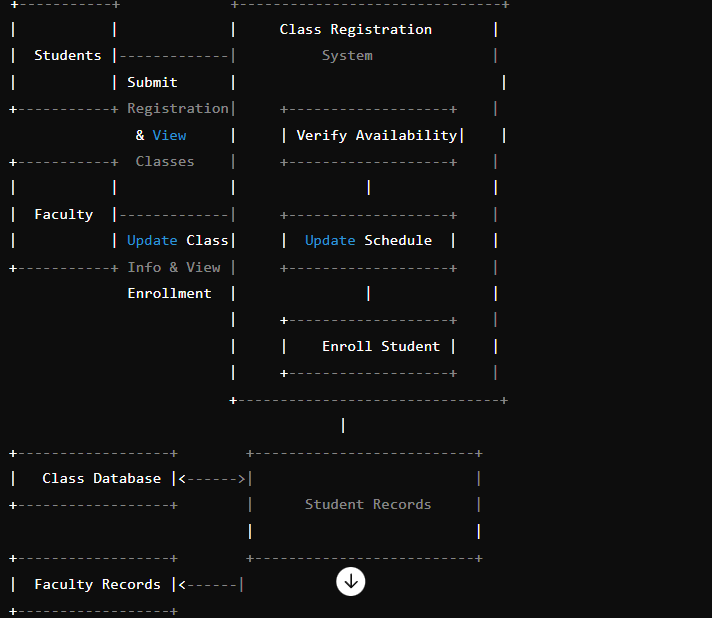 +-----------+             +-------------------------------+
|           |             |     Class Registration       |
|  Students |-------------|          System              |
|           | Submit      |                               |
+-----------+ Registration|     +-------------------+    |
              & View     |     | Verify Availability|    |
+-----------+  Classes    |     +-------------------+    |
|           |             |               |              |
|  Faculty  |-------------|     +-------------------+    |
|           | Update Class|     |  Update Schedule  |    |
+-----------+ Info & View |     +-------------------+    |
              Enrollment  |               |              |
                          |     +-------------------+    |
                          |     |    Enroll Student |    |
                          |     +-------------------+    |
                          +-------------------------------+
                                       |
+------------------+        +--------------------------+
|   Class Database |<------>|                          |
+------------------+        |      Student Records     |
                            |                          |
+------------------+        +--------------------------+
|  Faculty Records |<------|
+------------------+